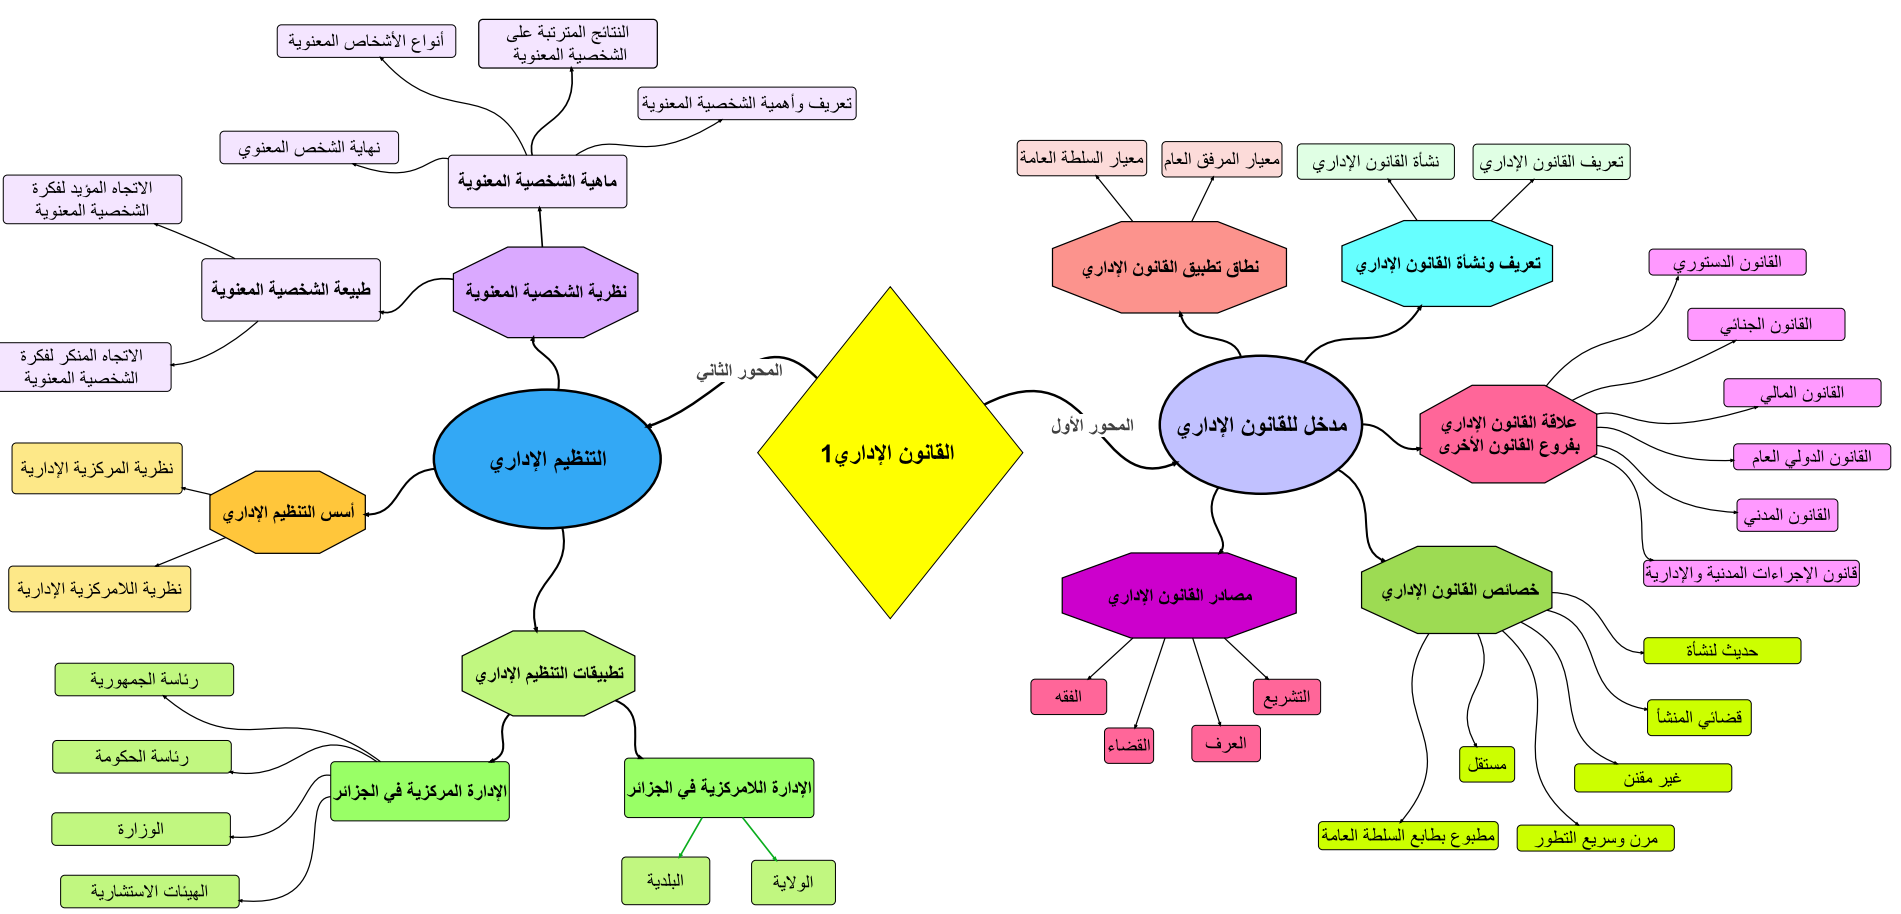 القانون الإداري1
المحور الأول
مدخل للقانون الإداري
تعريف ونشأة القانون الإداري
تعريف القانون الإداري
نشأة القانون الإداري
نطاق تطبيق القانون الإداري
معيار المرفق العام
معيار السلطة العامة
علاقة القانون الإداري
بفروع القانون الأخرى
القانون الدستوري
القانون الجنائي
القانون المالي
القانون الدولي العام
القانون المدني
قانون الإجراءات المدنية والإدارية
خصائص القانون الإداري
حديث لنشأة
قضائي المنشأ
غير مقنن
مرن وسريع التطور
مستقل
مطبوع بطابع السلطة العامة
مصادر القانون الإداري
التشريع
العرف
القضاء
الفقه
المحور الثاني
التنظيم الإداري
نظرية الشخصية المعنوية
ماهية الشخصية المعنوية
تعريف وأهمية الشخصية المعنوية
النتائج المترتبة على
الشخصية المعنوية
أنواع الأشخاص المعنوية
نهاية الشخص المعنوي
طبيعة الشخصية المعنوية
الاتجاه المؤيد لفكرة
الشخصية المعنوية
الاتجاه المنكر لفكرة
الشخصية المعنوية
أسس التنظيم الإداري
نظرية المركزية الإدارية
نظرية اللامركزية الإدارية
تطبيقات التنظيم الإداري
الإدارة المركزية في الجزائر
رئاسة الجمهورية
رئاسة الحكومة
الوزارة
الهيئات الاستشارية
الإدارة اللامركزية في الجزائر
الولاية
البلدية